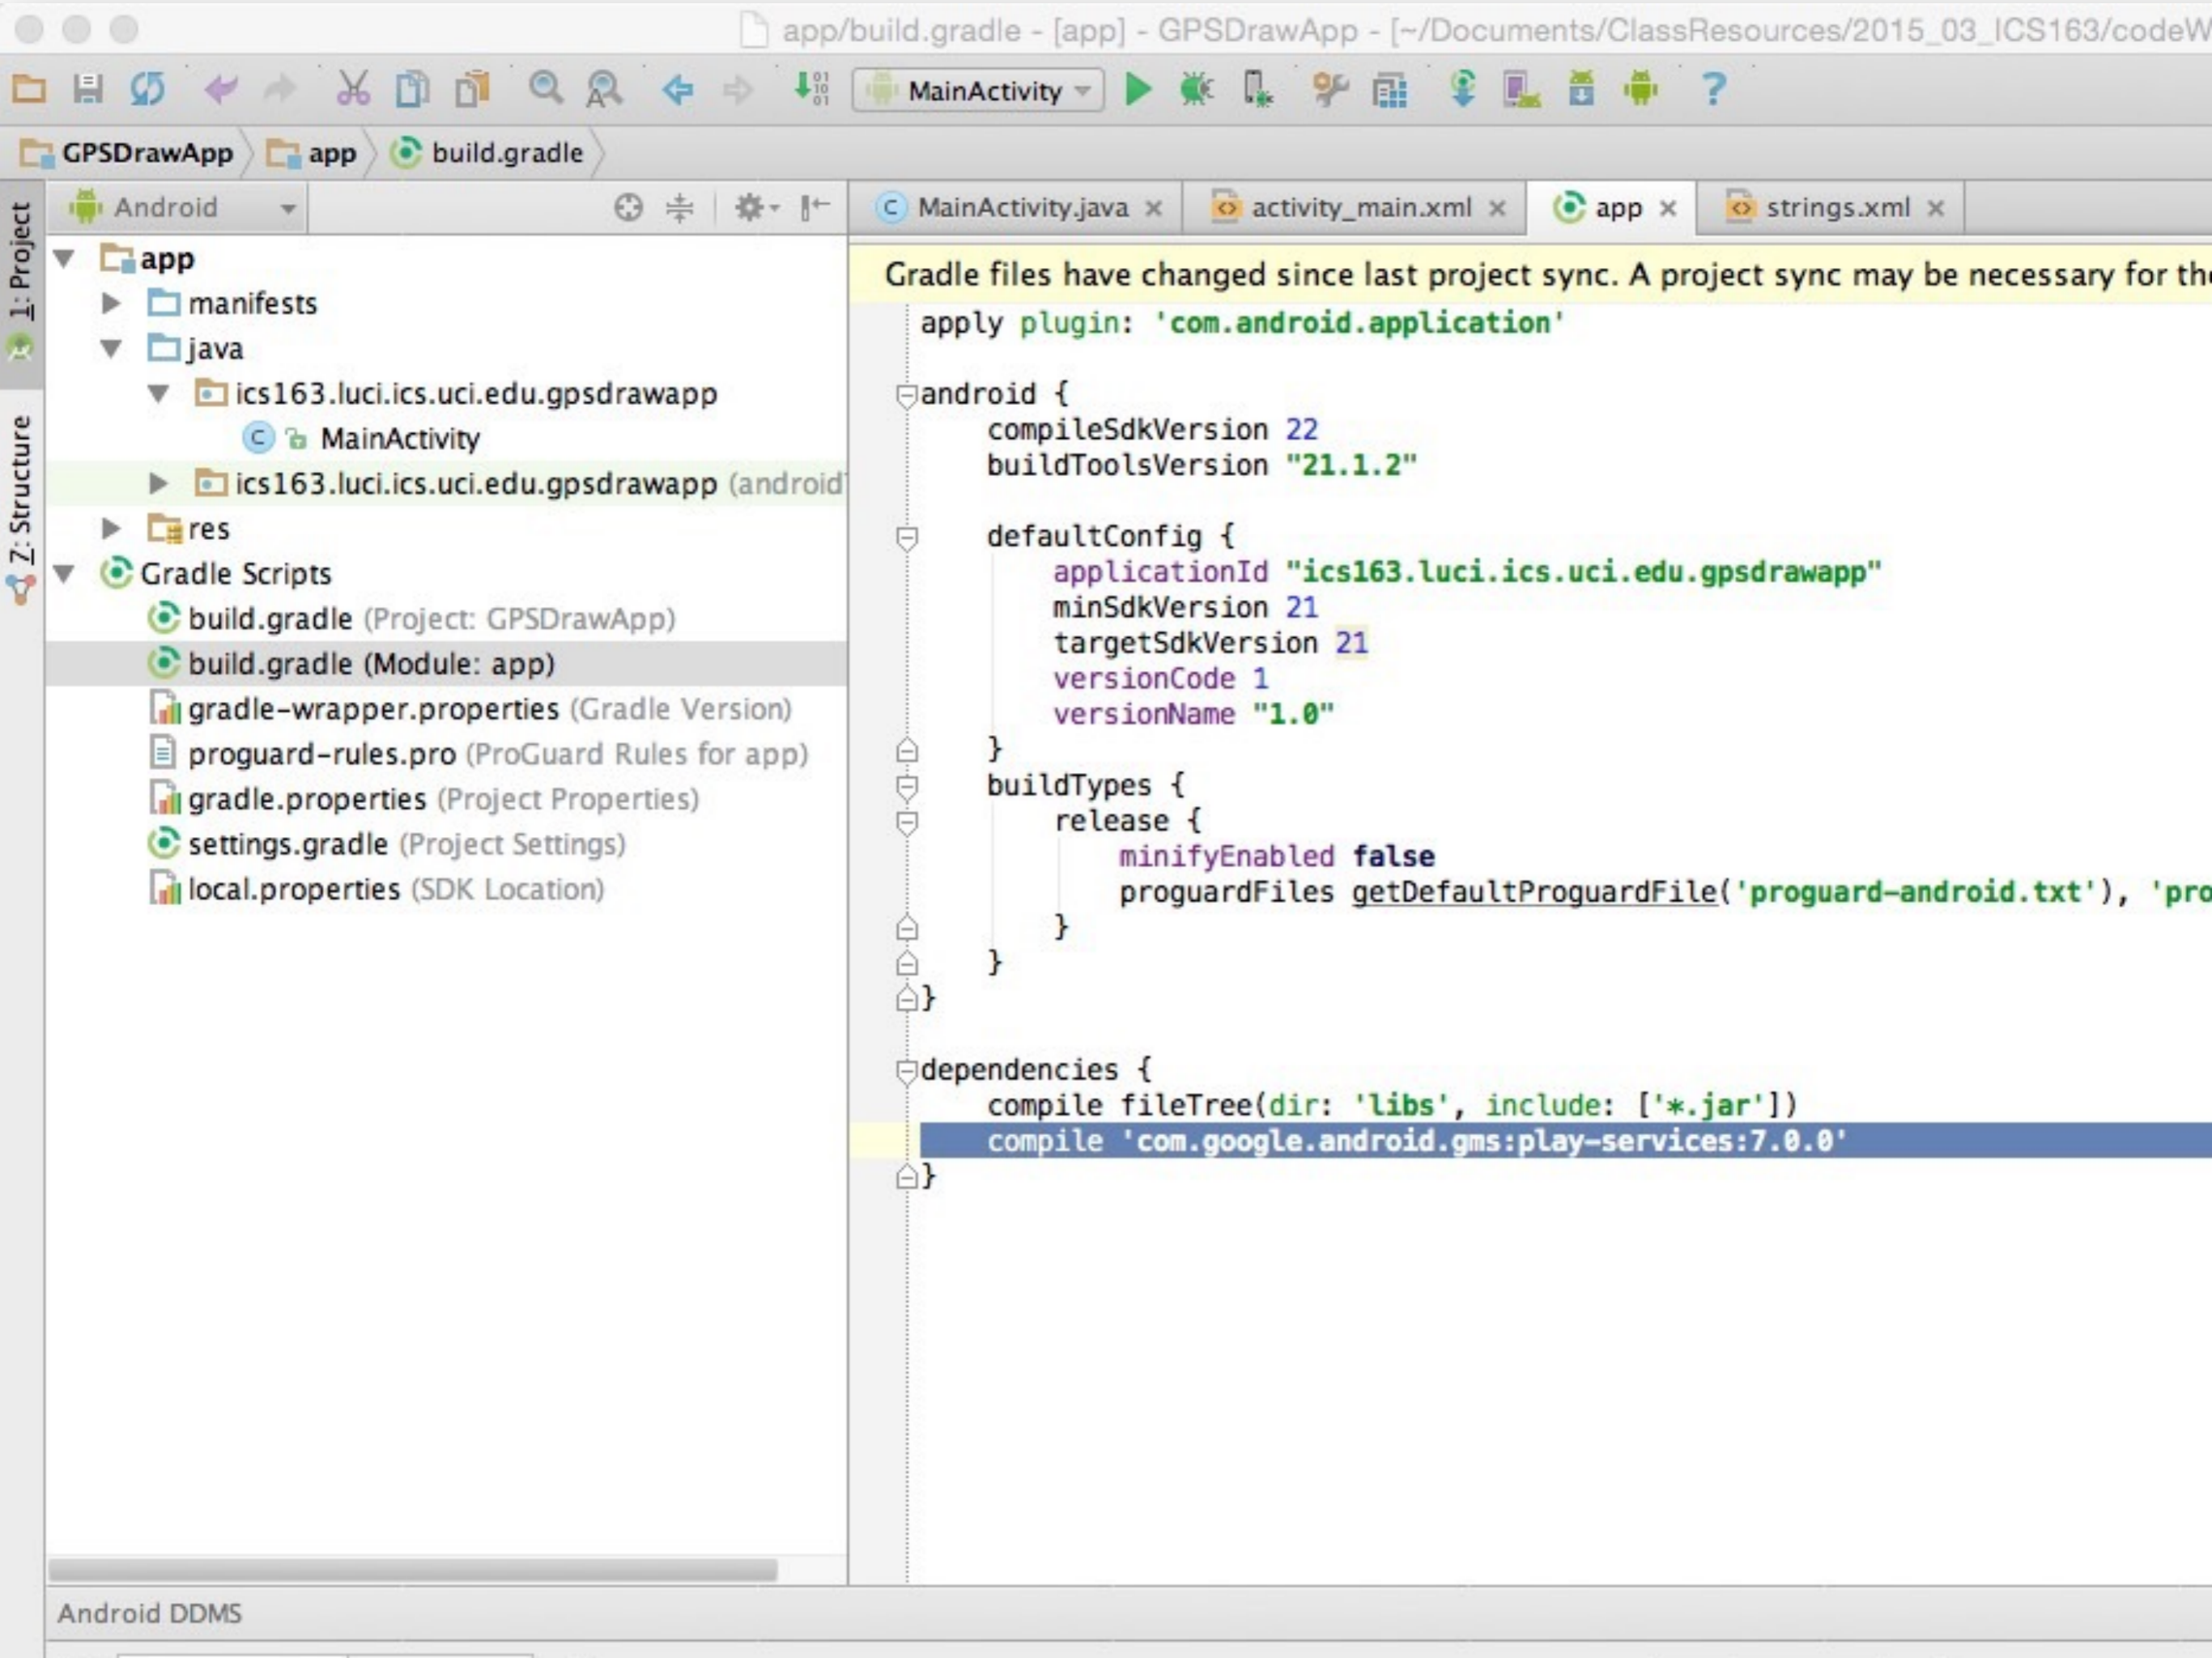 app/build.gradle - [app] - GPSDrawApp - [~/Documents/ClassResources/2015_03_ICS163/codeW
MainActivity
GPSDrawApp app build.gradle
1: Project
7: Structure
Android
MainActivity.java activity_main.xml app strings.xml
app
manifests
java
ics163.luci.ics.uci.edu.gpsdrawapp
MainActivity
ics163.luci.ics.uci.edu.gpsdrawapp (android
res
Gradle Scripts
build.gradle (Project: GPSDrawApp)
build.gradle (Module: app)
gradle-wrapper.properties (Gradle Version)
proguard-rules.pro (ProGuard Rules for app)
gradle.properties (Project Properties)
settings.gradle (Project Settings)
local.properties (SDK Location)
Gradle files have changed since last project sync. A project sync may be necessary for the
apply plugin: 'com.android.application'
android {
compileSdkVersion 22
buildToolsVersion "21.1.2"
defaultConfig {
applicationId "ics163.luci.ics.uci.edu.gpsdrawapp"
minSdkVersion 21
targetSdkVersion 21
versionCode 1
versionName "1.0"
}
buildTypes {
release {
minifyEnabled false
proguardFiles getDefaultProguardFile('proguard-android.txt'), 'pro
}
}
}
dependencies {
compile fileTree(dir: 'libs', include: ['*.jar'])
compile 'com.google.android.gms:play-services:7.0.0'
}
Android DDMS